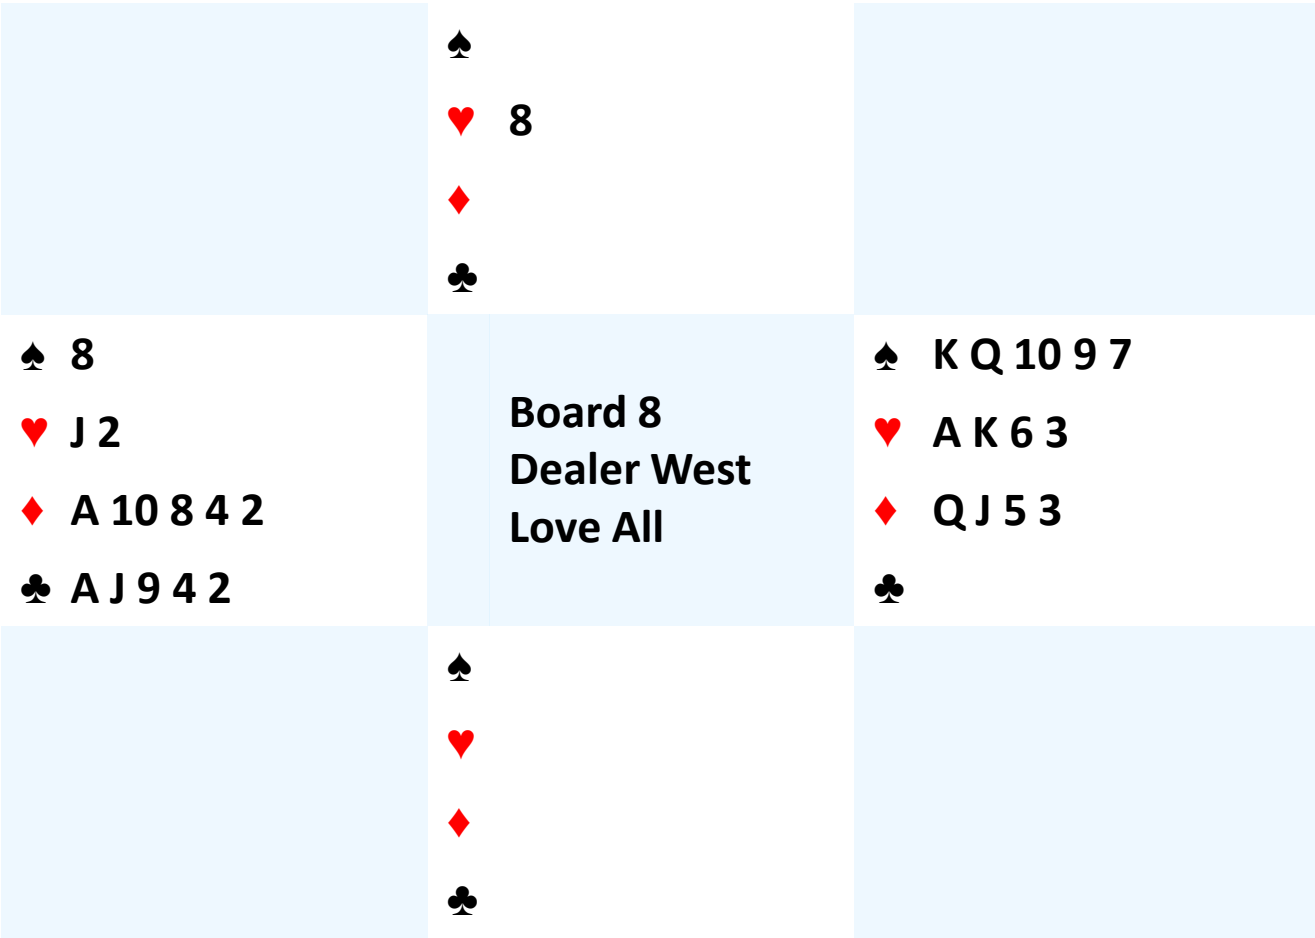 ♠
♥ 8
♦
♣
♠ 8
♥ J 2
♦ A 10 8 4 2
♣ A J 9 4 2
Board 8
Dealer West
Love All
♠ K Q 10 9 7
♥ A K 6 3
♦ Q J 5 3
♣
♠
♥
♦
♣